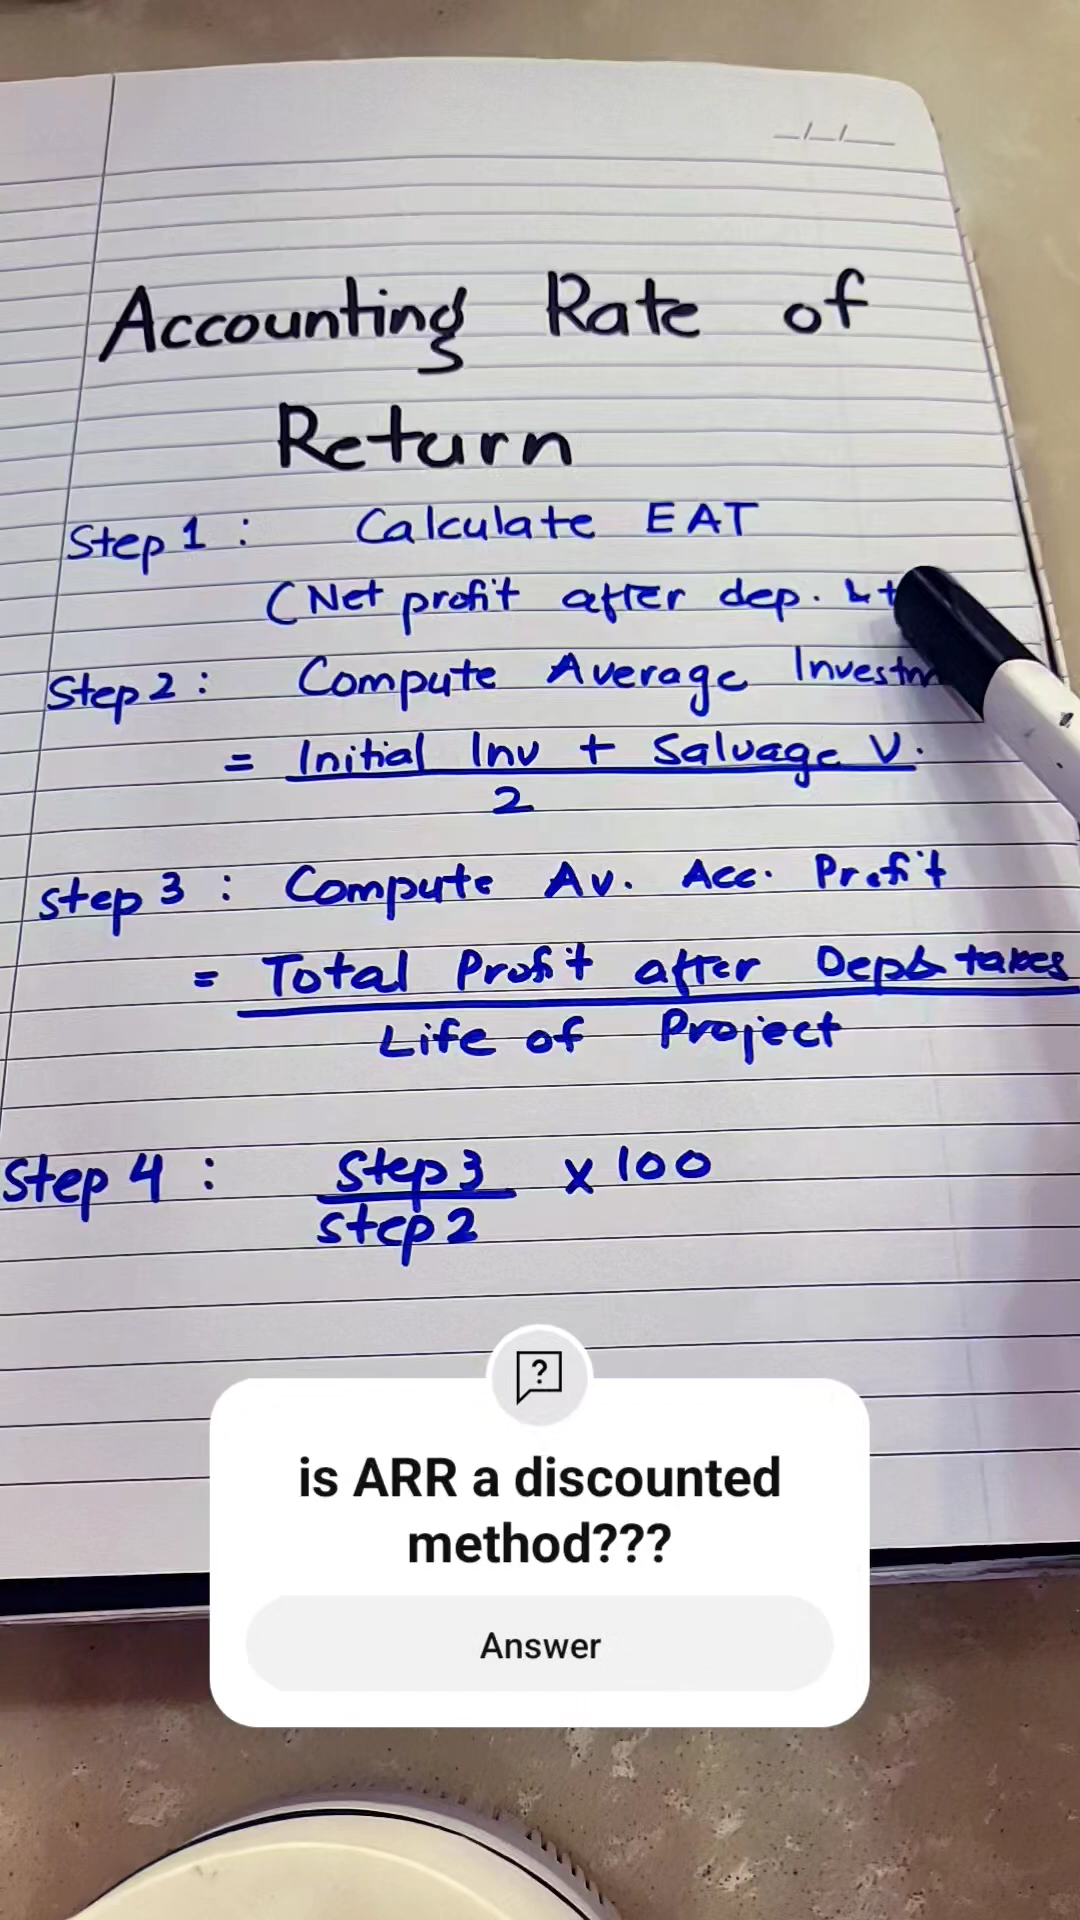 _/_/_
Accounting Rate of
Return
Step 1 : Calculate EAT
(Net profit after dep. &
Step 2 : Compute Average
= Initial Inv + Salvage V.
2
Step 3 : Compute Av. Acc. Profit
= Total Profit after Dep & taxes
Life of Project
Step 4 : Step 3 x 100
Step 2
?
is ARR a discounted
method???
Answer